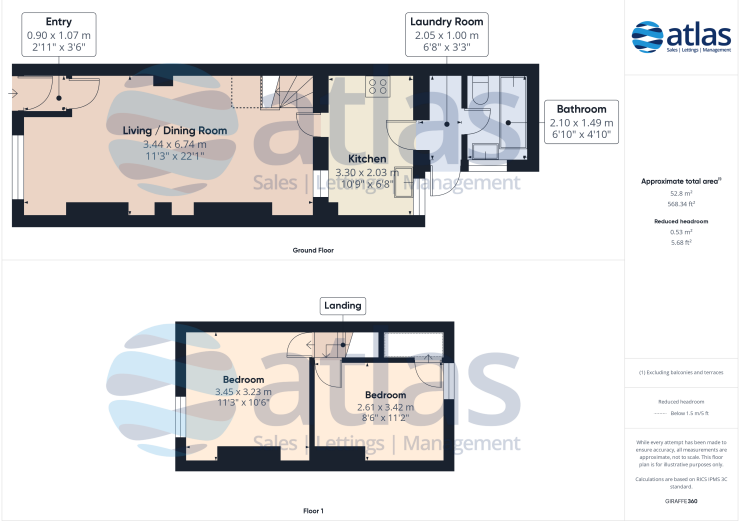 Entry
0.90 x 1.07 m
2'11" x 3'6"
Laundry Room
2.05 x 1.00 m
6'8" x 3'3"
Bathroom
2.10 x 1.49 m
6'10" x 4'10"
Living / Dining Room
3.44 x 6.74 m
11'3" x 22'1"
Kitchen
3.30 x 2.03 m
10'9" x 6'8"
atlas
Sales | Lettings | Management
Ground Floor
Landing
Bedroom
3.45 x 3.23 m
11'3" x 10'6"
Bedroom
2.61 x 3.42 m
8'6" x 11'2"
atlas
Sales | Lettings | Management
Floor 1
atlas
Sales | Lettings | Management
Approximate total area⁽¹⁾
52.8 m²
568.34 ft²
Reduced headroom
0.53 m²
5.68 ft²
(1) Excluding balconies and terraces
Reduced headroom
Below 1.5 m/5 ft
While every attempt has been made to
ensure accuracy, all measurements are
approximate, not to scale. This floor
plan is for illustrative purposes only.
Calculations are based on RICS IPMS 3C
standard.
GIRAFFE360